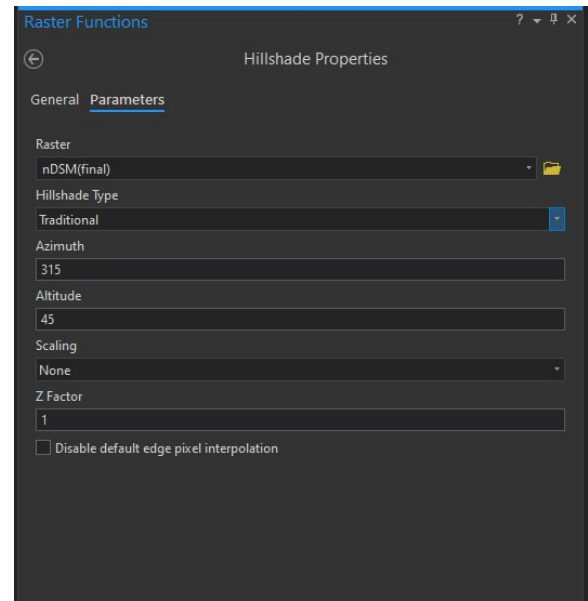 Raster Functions
Hillshade Properties
General Parameters
Raster
nDSM(final)
Hillshade Type
Traditional
Azimuth
315
Altitude
45
Scaling
None
Z Factor
1
Disable default edge pixel interpolation